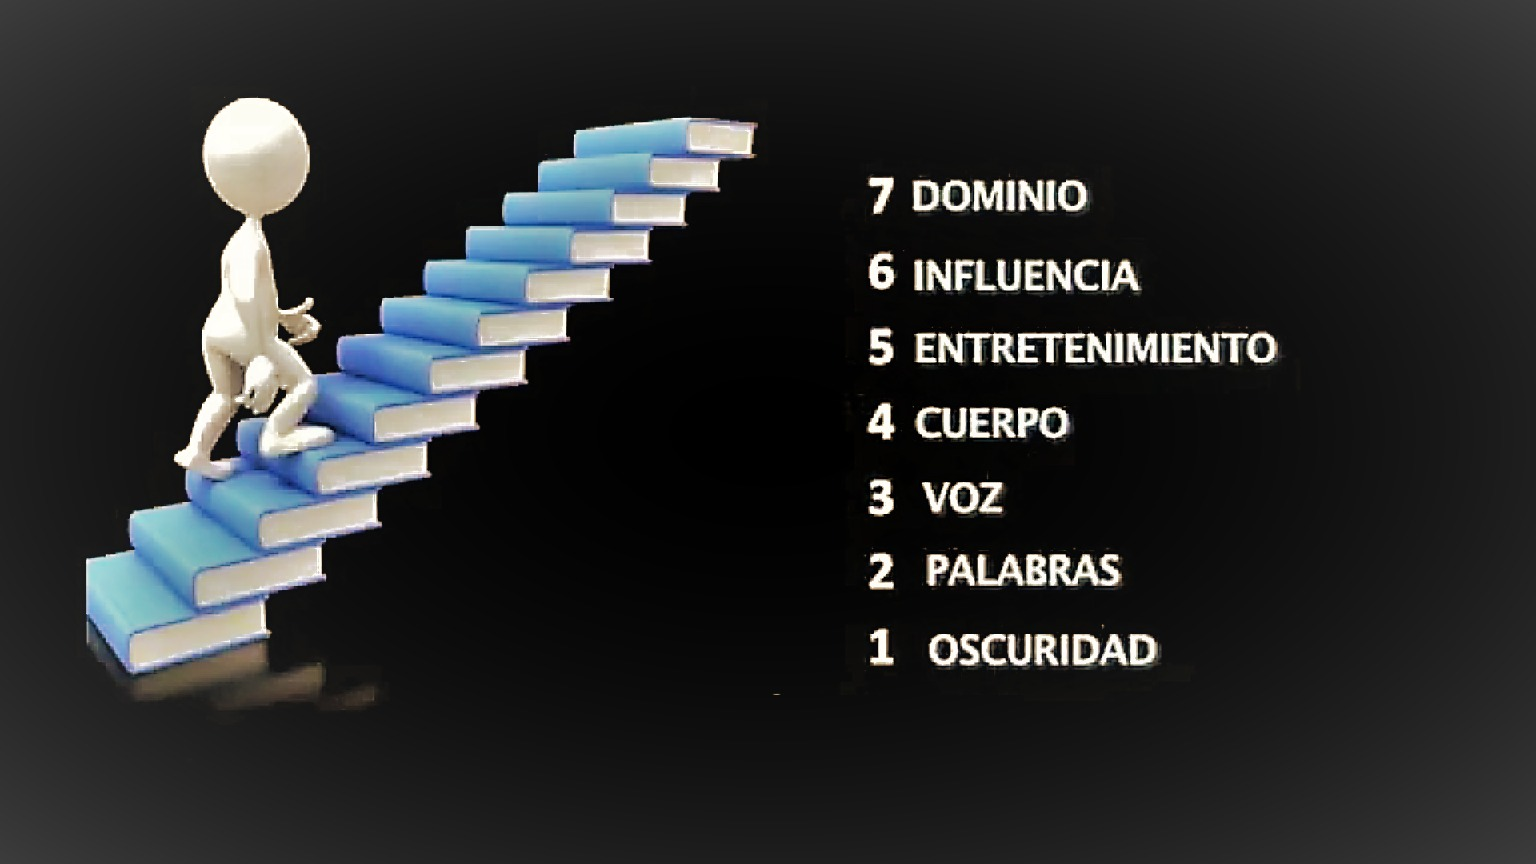 7 DOMINIO
6 INFLUENCIA
5 ENTRETENIMIENTO
4 CUERPO
3 VOZ
2 PALABRAS
1 OSCURIDAD